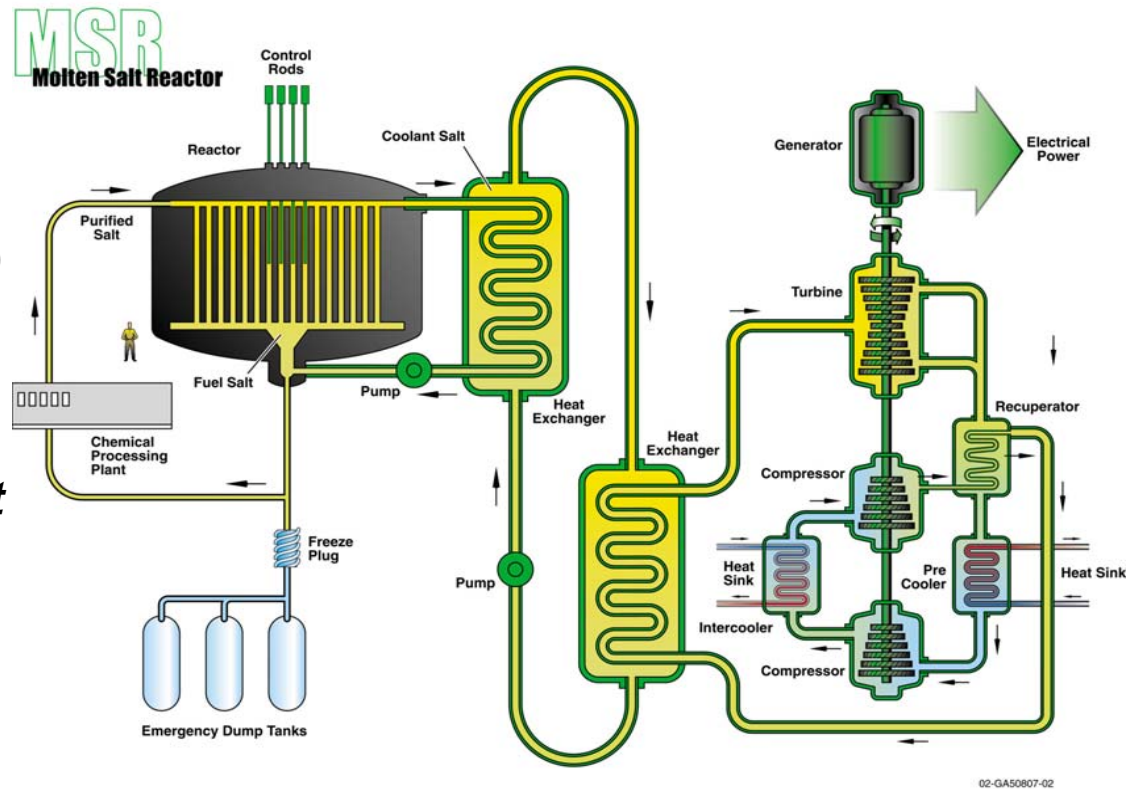 MSR
Molten Salt Reactor
Control
Rods
Coolant Salt
Reactor
Generator
Electrical
Power
Purified
Salt
Turbine
Fuel Salt
Pump
Heat
Exchanger
Recuperator
Chemical
Processing
Plant
Heat
Exchanger
Compressor
Freeze
Plug
Pump
Heat
Sink
Pre
Cooler
Heat Sink
Intercooler
Compressor
Emergency Dump Tanks
02-GA50807-02